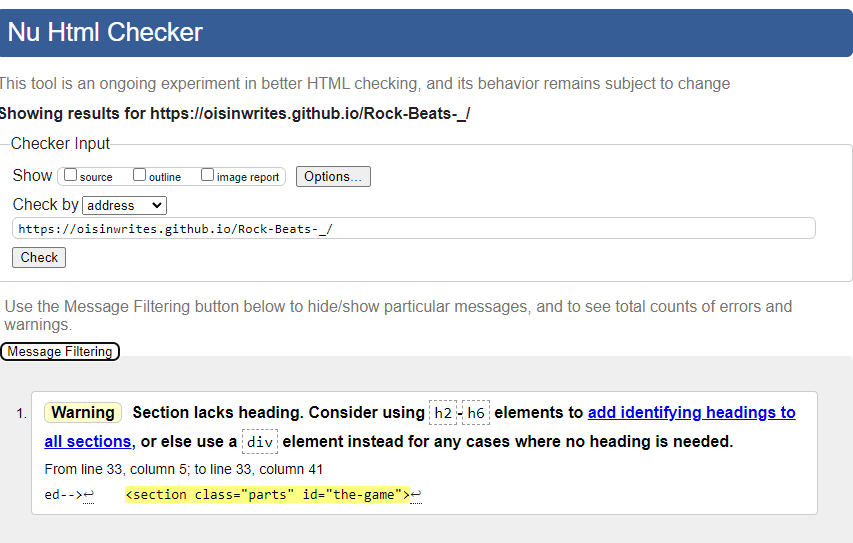 Nu Html Checker
This tool is an ongoing experiment in better HTML checking, and its behavior remains subject to change
Showing results for https://oisinwrites.github.io/Rock-Beats-_/
Checker Input
Show source outline image report Options...
Check by address
https://oisinwrites.github.io/Rock-Beats-_/
Check
Use the Message Filtering button below to hide/show particular messages, and to see total counts of errors and
warnings.
Message Filtering
1. Warning Section lacks heading. Consider using h2-h6 elements to add identifying headings to
all sections, or else use a div element instead for any cases where no heading is needed.
From line 33, column 5; to line 33, column 41
ed-->↩ <section class="parts" id="the-game">↩